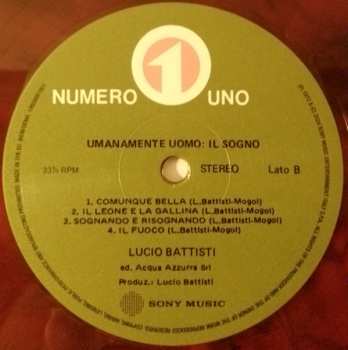 NUMERO 1 UNO
UMANAMENTE UOMO: IL SOGNO
33⅓ RPM STEREO Lato B
1. COMUNQUE BELLA (L.Battisti-Mogol)
2. IL LEONE E LA GALLINA (L.Battisti-Mogol)
3. SOGNANDO E RISOGNANDO (L.Battisti-Mogol)
4. IL FUOCO (L.Battisti-Mogol)
LUCIO BATTISTI
ed. Acqua Azzurra Srl
Produz.: Lucio Battisti
SONY MUSIC